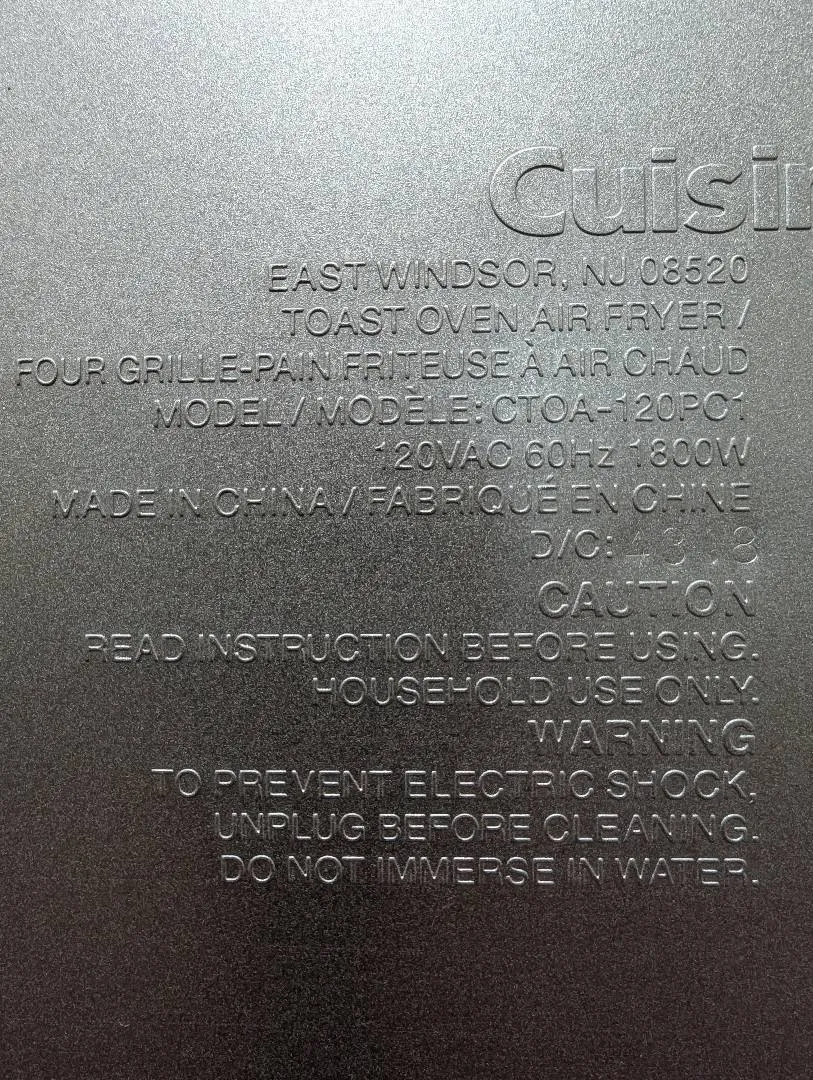 Cuisin
EAST WINDSOR, NJ 08520
TOAST OVEN AIR FRYER /
FOUR GRILLE-PAIN FRITEUSE À AIR CHAUD
MODEL / MODÈLE: CTOA-120PC1
120VAC 60Hz 1800W
MADE IN CHINA / FABRIQUÉ EN CHINE
D/C:
CAUTION
READ INSTRUCTION BEFORE USING.
HOUSEHOLD USE ONLY.
WARNING
TO PREVENT ELECTRIC SHOCK,
UNPLUG BEFORE CLEANING.
DO NOT IMMERSE IN WATER.